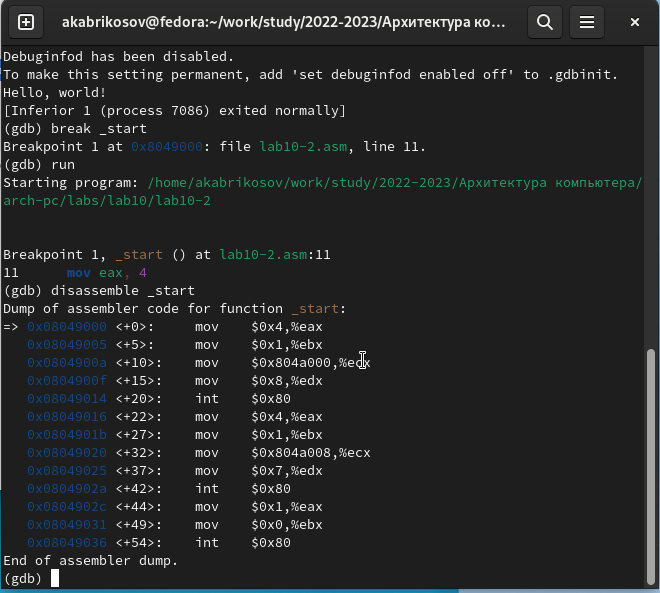 akabrikosov@fedora:~/work/study/2022-2023/Архитектура ко...
Debuginfod has been disabled.
To make this setting permanent, add 'set debuginfod enabled off' to .gdbinit.
Hello, world!
[Inferior 1 (process 7086) exited normally]
(gdb) break _start
Breakpoint 1 at 0x8049000: file lab10-2.asm, line 11.
(gdb) run
Starting program: /home/akabrikosov/work/study/2022-2023/Архитектура компьютера/
arch-pc/labs/lab10/lab10-2
Breakpoint 1, _start () at lab10-2.asm:11
11      mov eax, 4
(gdb) disassemble _start
Dump of assembler code for function _start:
=> 0x08049000 <+0>:     mov    $0x4,%eax
   0x08049005 <+5>:     mov    $0x1,%ebx
   0x0804900a <+10>:    mov    $0x804a000,%ecx
   0x0804900f <+15>:    mov    $0x8,%edx
   0x08049014 <+20>:    int    $0x80
   0x08049016 <+22>:    mov    $0x4,%eax
   0x0804901b <+27>:    mov    $0x1,%ebx
   0x08049020 <+32>:    mov    $0x804a008,%ecx
   0x08049025 <+37>:    mov    $0x7,%edx
   0x0804902a <+42>:    int    $0x80
   0x0804902c <+44>:    mov    $0x1,%eax
   0x08049031 <+49>:    mov    $0x0,%ebx
   0x08049036 <+54>:    int    $0x80
End of assembler dump.
(gdb)